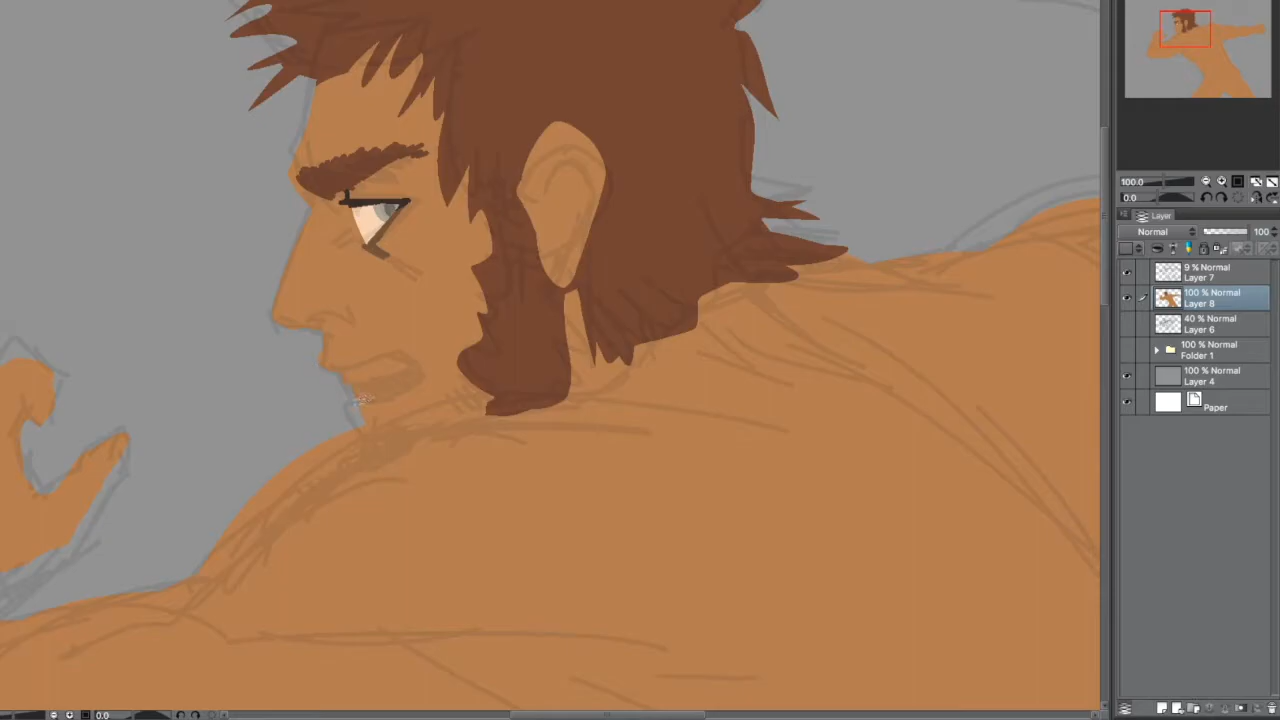 100.0
0.0
Layer
Normal 100
9 % Normal
Layer 7
100 % Normal
Layer 8
40 % Normal
Layer 6
100 % Normal
Folder 1
100 % Normal
Layer 4
Paper
0.0